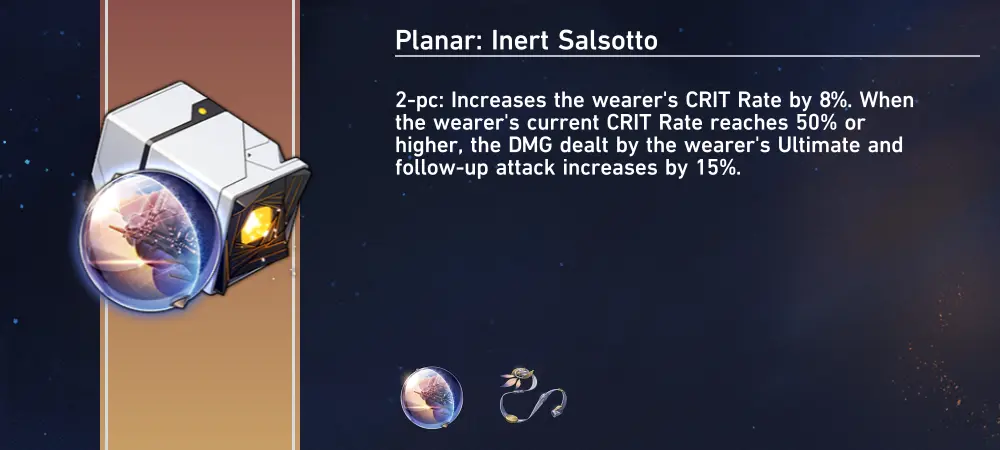 Planar: Inert Salsotto
2-pc: Increases the wearer's CRIT Rate by 8%. When
the wearer's current CRIT Rate reaches 50% or
higher, the DMG dealt by the wearer's Ultimate and
follow-up attack increases by 15%.